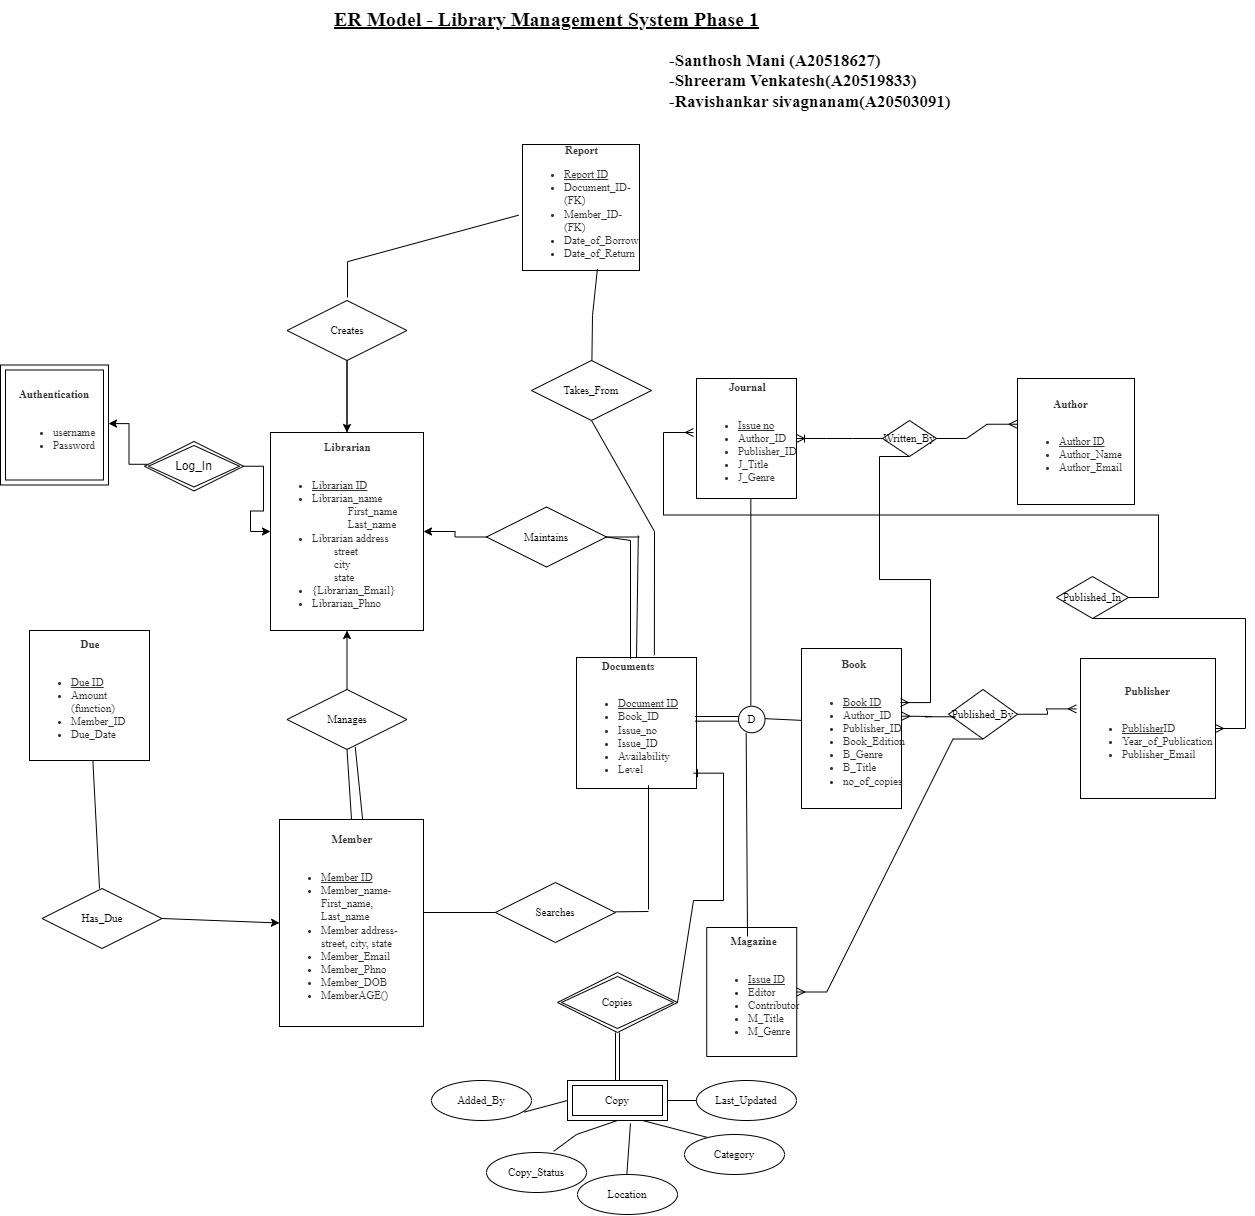 ER Model - Library Management System Phase 1
-Santhosh Mani (A20518627)
-Shreeram Venkatesh(A20519833)
-Ravishankar sivagnanam(A20503091)
Report
Report ID
Document_ID-
(FK)
Member_ID-
(FK)
Date_of_Borrow
Date_of_Return
Creates
Takes_From
Authentication
username
Password
Log_In
Librarian
Librarian ID
Librarian_name
First_name
Last_name
Librarian address
street
city
state
{Librarian_Email}
Librarian_Phno
Maintains
Journal
Issue no
Author_ID
Publisher_ID
J_Title
J_Genre
Written_By
Author
Author ID
Author_Name
Author_Email
Published_In
Due
Due ID
Amount
(function)
Member_ID
Due_Date
Manages
Documents
Document ID
Book_ID
Issue_no
Issue_ID
Availability
Level
D
Book
Book ID
Author_ID
Publisher_ID
Book_Edition
B_Genre
B_Title
no_of_copies
Published_By
Publisher
PublisherID
Year_of_Publication
Publisher_Email
Has_Due
Member
Member ID
Member_name-
First_name,
Last_name
Member address-
street, city, state
Member_Email
Member_Phno
Member_DOB
MemberAGE()
Searches
Magazine
Issue ID
Editor
Contributor
M_Title
M_Genre
Copies
Added_By
Copy
Last_Updated
Copy_Status
Category
Location